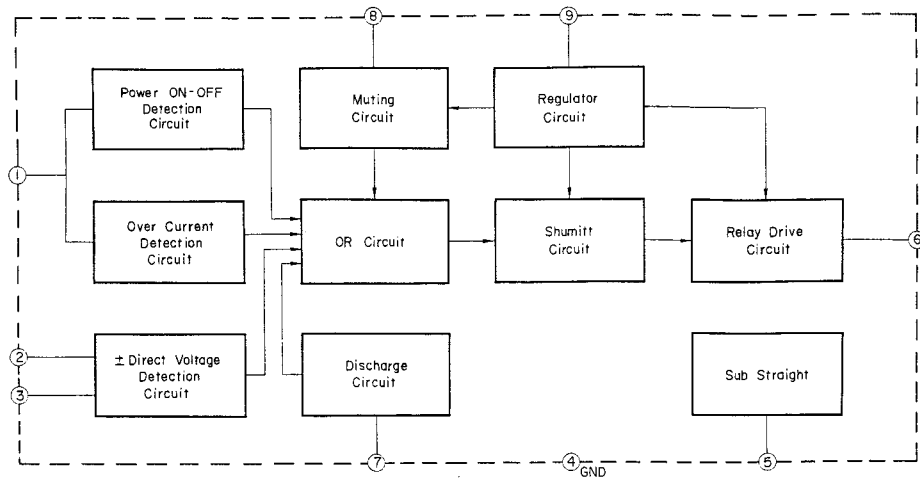 8
9
Power ON-OFF
Detection
Circuit
Muting
Circuit
Regulator
Circuit
1
Over Current
Detection
Circuit
OR Circuit
Shumitt
Circuit
Relay Drive
Circuit
6
2
3
± Direct Voltage
Detection
Circuit
Discharge
Circuit
Sub Straight
7
4
GND
5